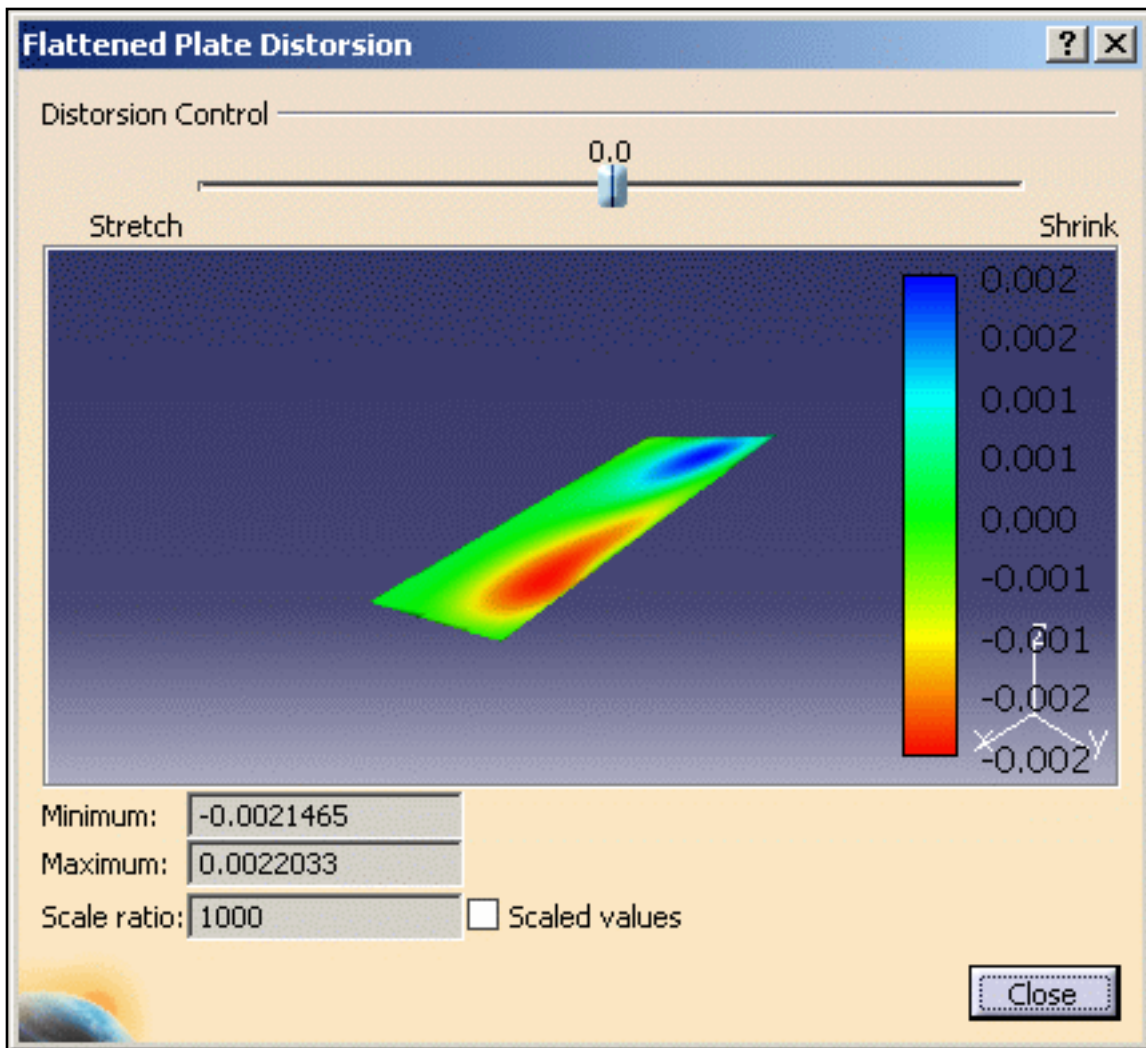 Flattened Plate Distorsion
Distorsion Control
0.0
Stretch
Shrink
0.002
0.002
0.001
0.001
0.000
-0.001
-0.001
-0.002
-0.002
Z
X
Y
Minimum: -0.0021465
Maximum: 0.0022033
Scale ratio: 1000 Scaled values
Close